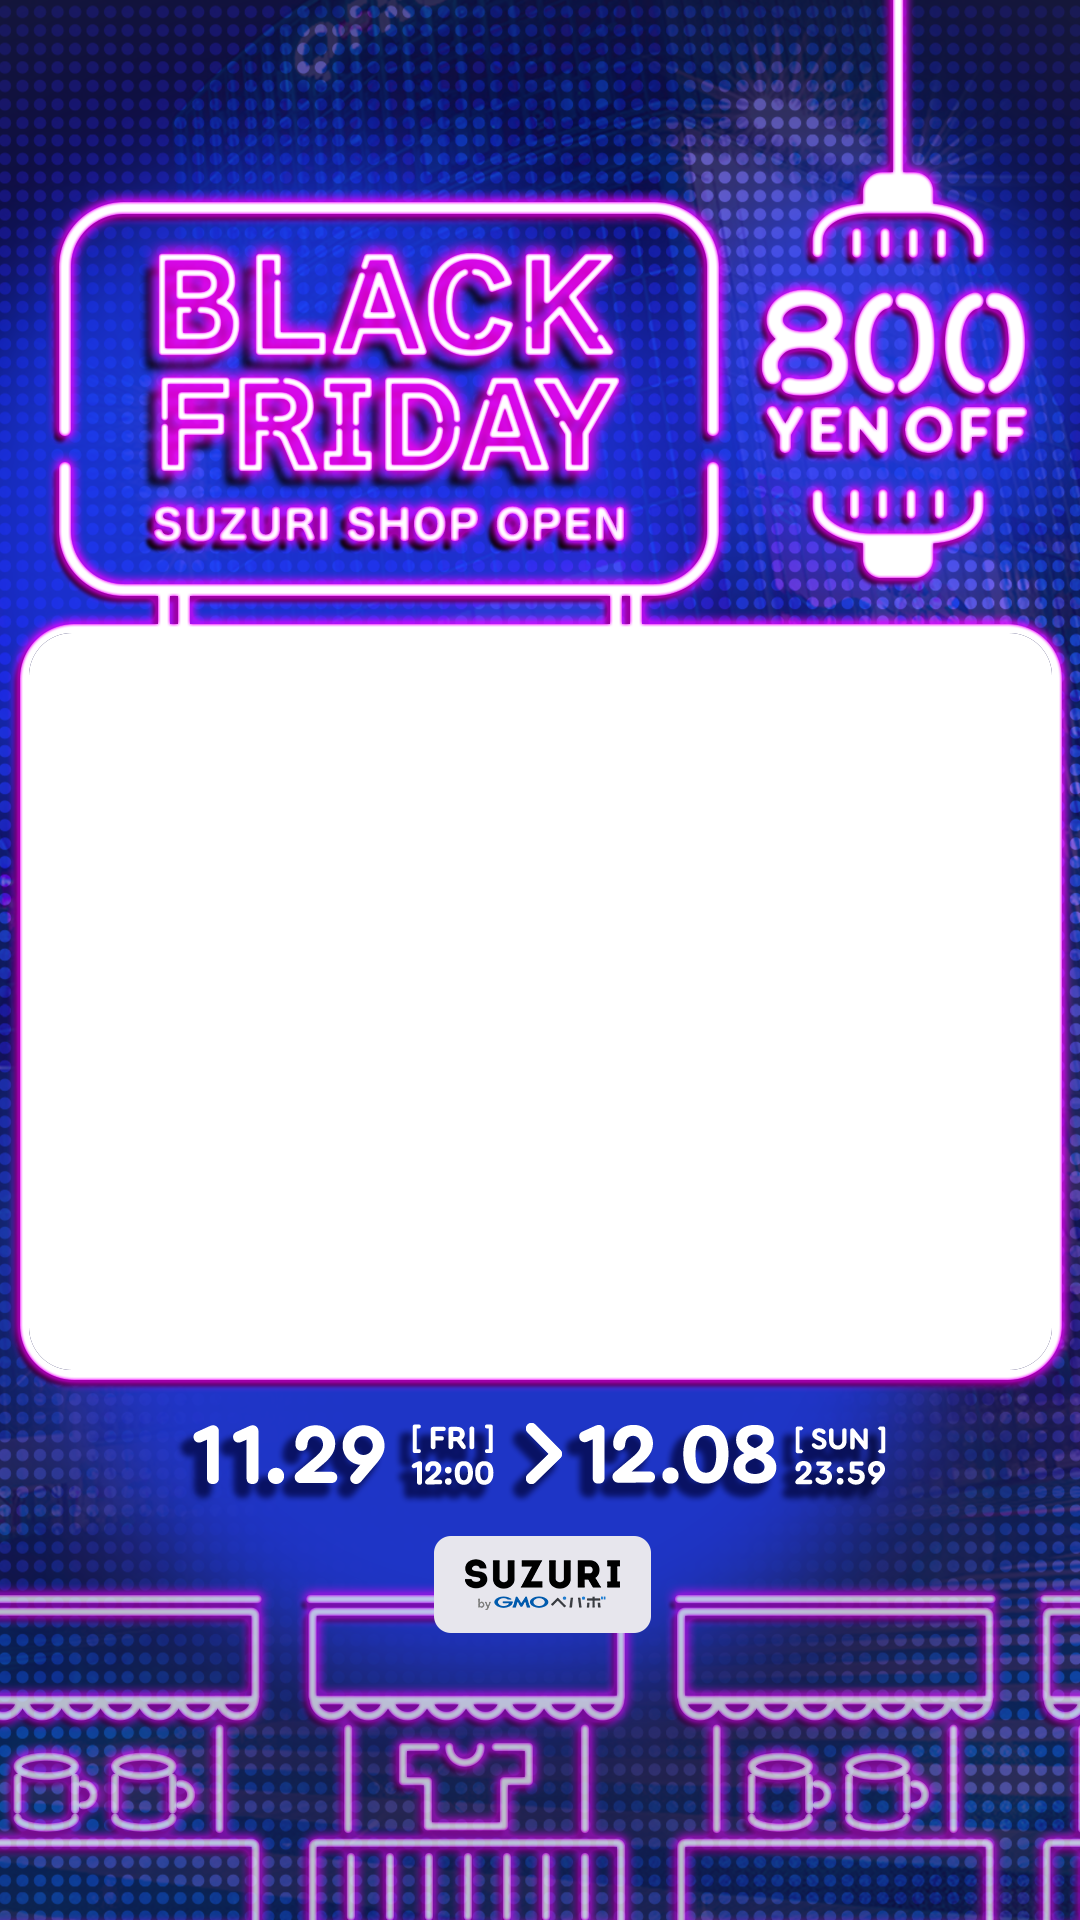 BLACK
FRIDAY
SUZURI SHOP OPEN
800
YEN OFF
11.29 [ FRI ] 12:00 > 12.08 [ SUN ] 23:59
SUZURI
by GMOペパボ